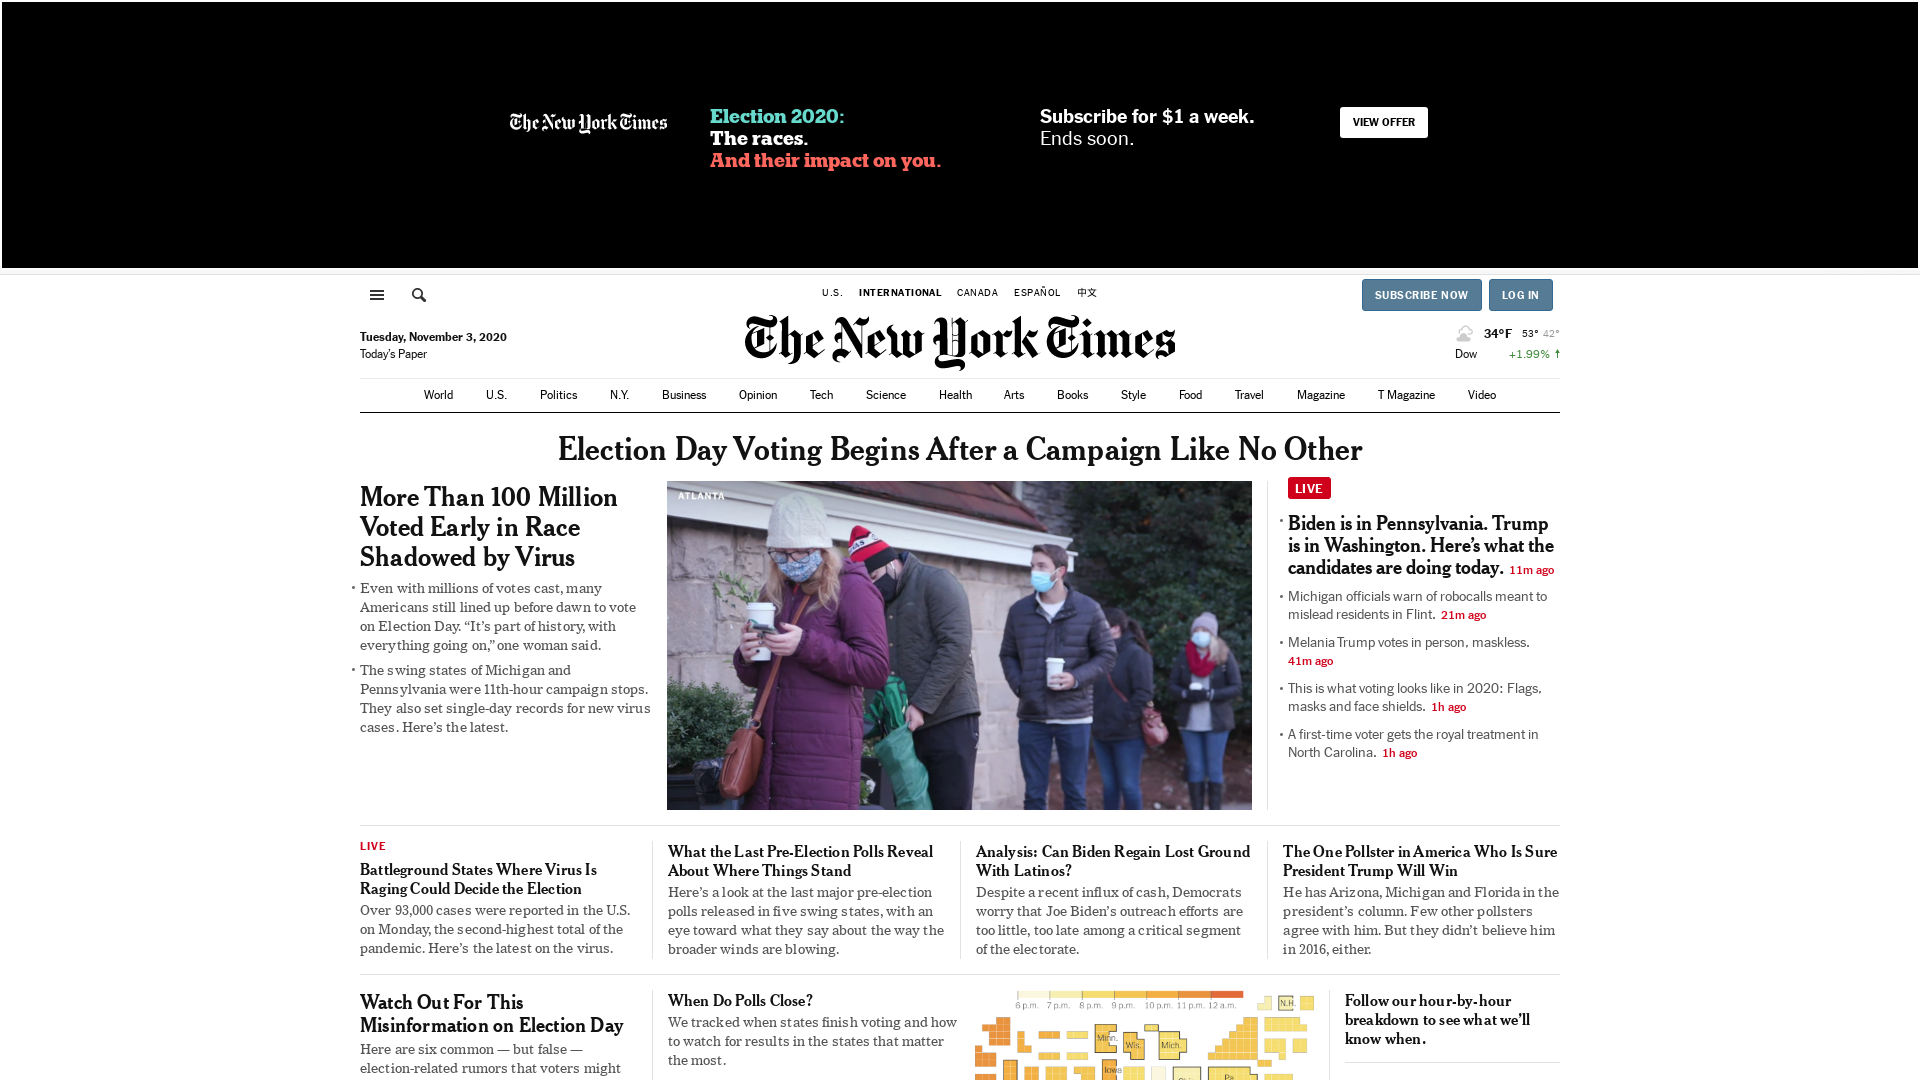 The New York Times
Election 2020:
The races.
And their impact on you.
Subscribe for $1 a week.
Ends soon.
VIEW OFFER
U.S. INTERNATIONAL CANADA ESPAÑOL 中文
SUBSCRIBE NOW
LOG IN
Tuesday, November 3, 2020
Today's Paper
The New York Times
34°F 53° 42°
Dow +1.99% ↑
World U.S. Politics N.Y. Business Opinion Tech Science Health Arts Books Style Food Travel Magazine T Magazine Video
Election Day Voting Begins After a Campaign Like No Other
More Than 100 Million
Voted Early in Race
Shadowed by Virus
• Even with millions of votes cast, many
Americans still lined up before dawn to vote
on Election Day. “It’s part of history, with
everything going on,” one woman said.
• The swing states of Michigan and
Pennsylvania were 11th-hour campaign stops.
They also set single-day records for new virus
cases. Here’s the latest.
ATLANTA
LIVE
• Biden is in Pennsylvania. Trump
is in Washington. Here’s what the
candidates are doing today. 11m ago
• Michigan officials warn of robocalls meant to
mislead residents in Flint. 21m ago
• Melania Trump votes in person, maskless.
41m ago
• This is what voting looks like in 2020: Flags,
masks and face shields. 1h ago
• A first-time voter gets the royal treatment in
North Carolina. 1h ago
LIVE
Battleground States Where Virus Is
Raging Could Decide the Election
Over 93,000 cases were reported in the U.S.
on Monday, the second-highest total of the
pandemic. Here’s the latest on the virus.
What the Last Pre-Election Polls Reveal
About Where Things Stand
Here’s a look at the last major pre-election
polls released in five swing states, with an
eye toward what they say about the way the
broader winds are blowing.
Analysis: Can Biden Regain Lost Ground
With Latinos?
Despite a recent influx of cash, Democrats
worry that Joe Biden’s outreach efforts are
too little, too late among a critical segment
of the electorate.
The One Pollster in America Who Is Sure
President Trump Will Win
He has Arizona, Michigan and Florida in the
president’s column. Few other pollsters
agree with him. But they didn’t believe him
in 2016, either.
Watch Out For This
Misinformation on Election Day
Here are six common — but false —
election-related rumors that voters might
When Do Polls Close?
We tracked when states finish voting and how
to watch for results in the states that matter
the most.
6 p.m. 7 p.m. 8 p.m. 9 p.m. 10 p.m. 11 p.m. 12 a.m.
N.H.
Minn.
Wis.
Mich.
Iowa
Pa.
Follow our hour-by-hour
breakdown to see what we’ll
know when.